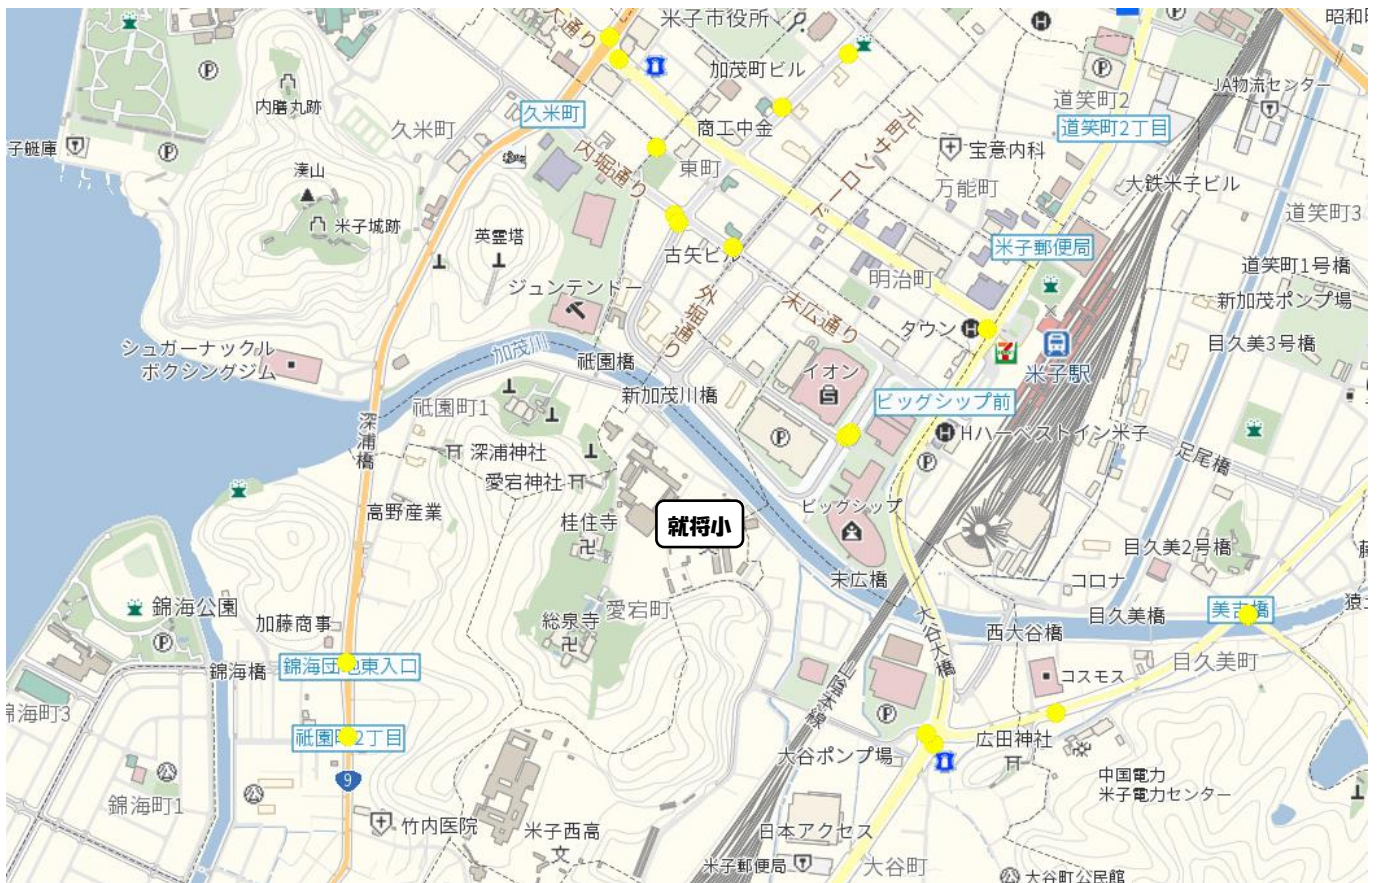 米子市役所
昭和
大通り
加茂町ビル
JA物流センター
内膳丸跡
久米町
久米町
商工中金
元町サンロード
道笑町2
道笑町2丁目
子艇庫
内堀通り
東町
宝意内科
湊山
万能町
大鉄米子ビル
米子城跡
英霊塔
古矢ビル
米子郵便局
道笑町3
道笑町1号橋
ジュンテンドー
外堀通り
末広通り
明治町
新加茂ポンプ場
タウン
目久美3号橋
シュガーナックル
ボクシングジム
加茂川
祇園橋
イオン
米子駅
新加茂川橋
ビッグシップ前
祇園町1
深浦橋
Hハーベストイン米子
深浦神社
足尾橋
愛宕神社
高野産業
桂住寺
就将小
ビッグシップ
目久美2号橋
末広橋
コロナ
錦海公園
加藤商事
総泉寺
愛宕町
大谷大橋
西大谷橋
目久美橋
美吉橋
猿土
錦海橋
錦海団地東入口
目久美町
コスモス
山陰本線
錦海町3
祇園町2丁目
大谷ポンプ場
広田神社
9
中国電力
米子電力センター
錦海町1
竹内医院
米子西高
日本アクセス
米子郵便局
大谷町
大谷町公民館